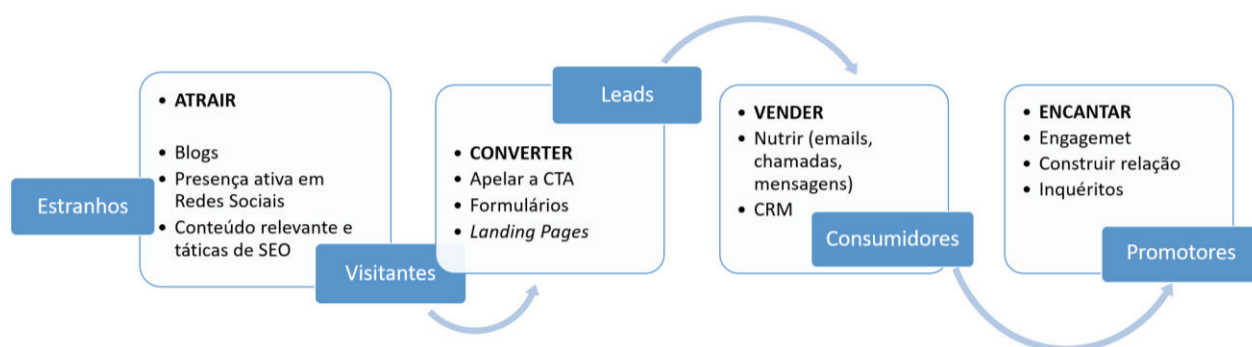 Estranhos
• ATRAIR
• Blogs
• Presença ativa em
Redes Sociais
• Conteúdo relevante e
táticas de SEO
Visitantes
• CONVERTER
• Apelar a CTA
• Formulários
• Landing Pages
Leads
• VENDER
• Nutrir (emails,
chamadas,
mensagens)
• CRM
Consumidores
• ENCANTAR
• Engagemet
• Construir relação
• Inquéritos
Promotores